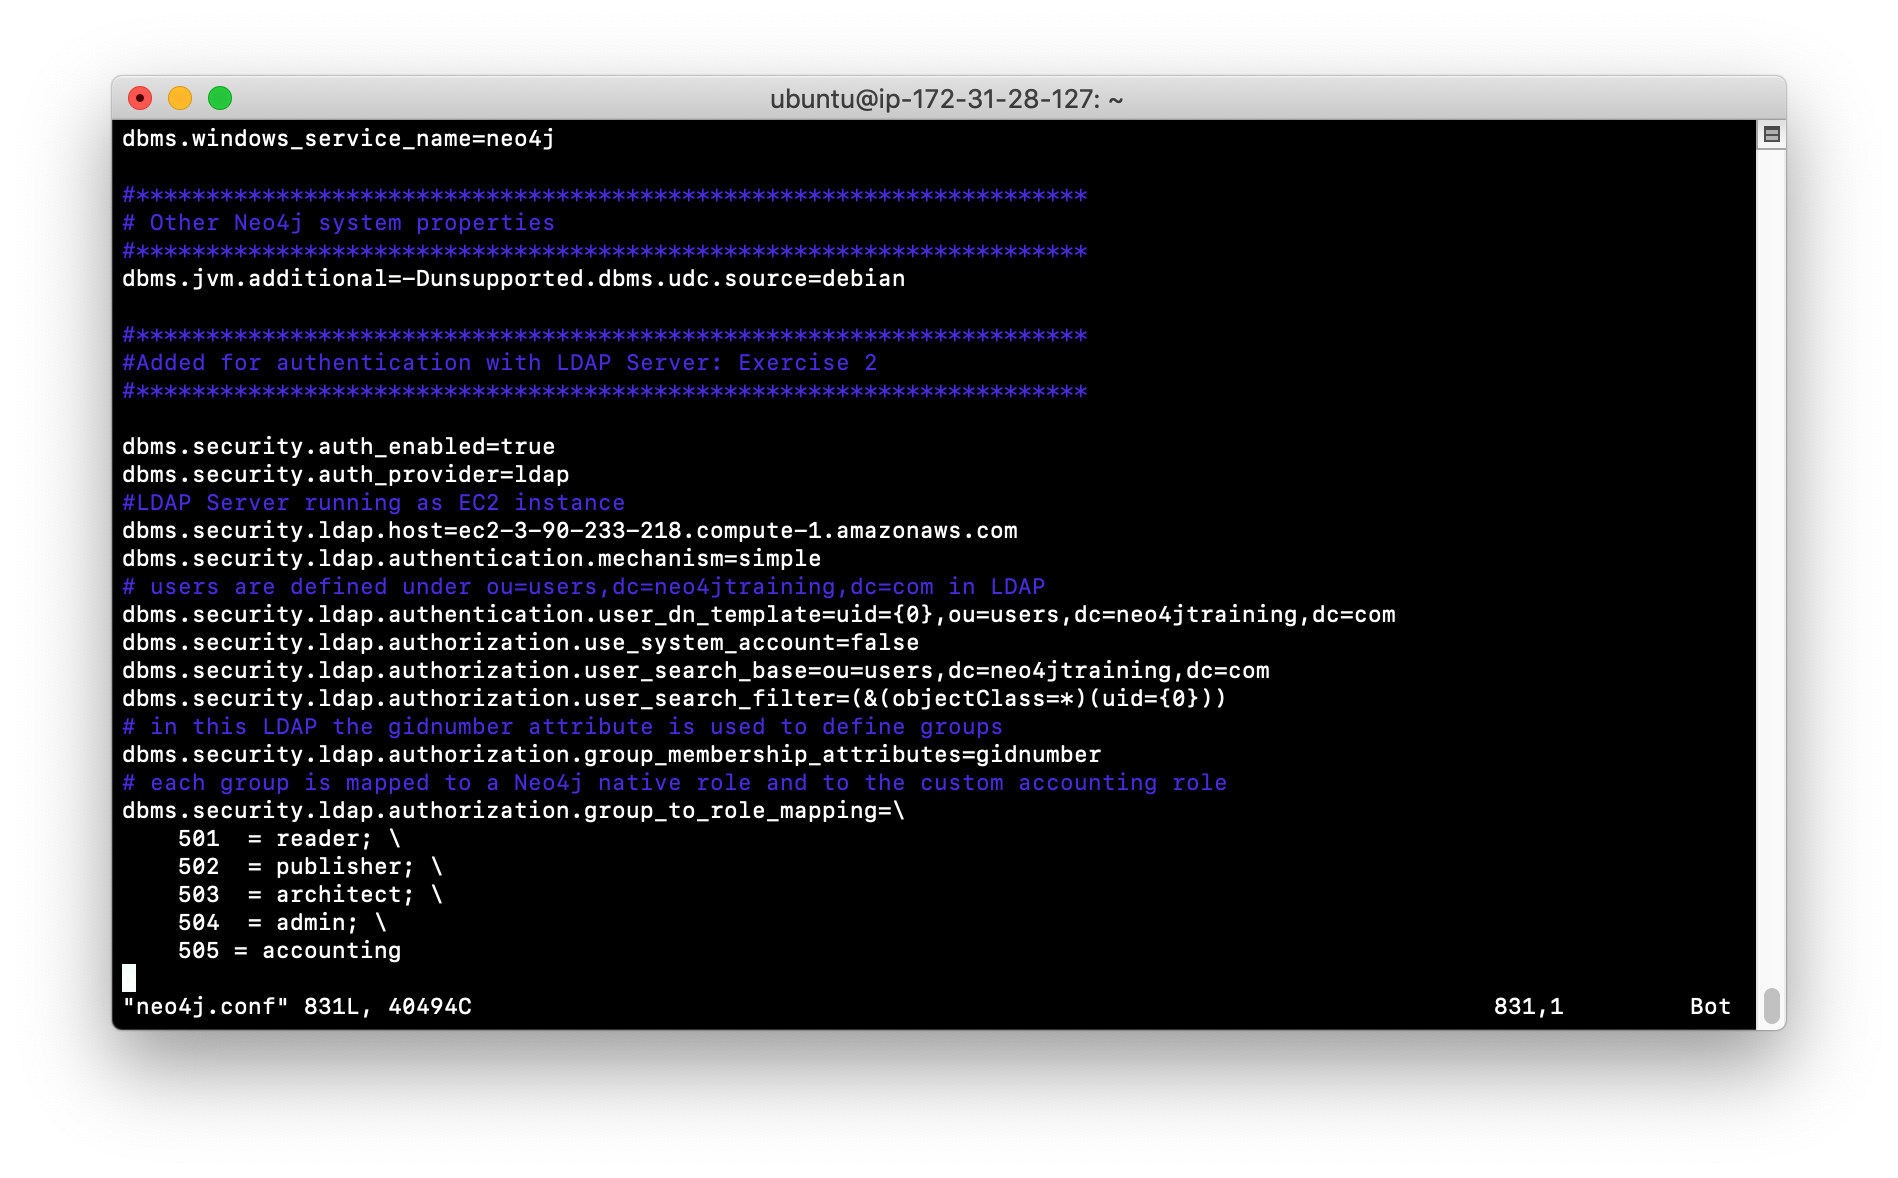 ubuntu@ip-172-31-28-127: ~
dbms.windows_service_name=neo4j
#********************************************************************
# Other Neo4j system properties
#********************************************************************
dbms.jvm.additional=-Dunsupported.dbms.udc.source=debian
#********************************************************************
#Added for authentication with LDAP Server: Exercise 2
#********************************************************************
dbms.security.auth_enabled=true
dbms.security.auth_provider=ldap
#LDAP Server running as EC2 instance
dbms.security.ldap.host=ec2-3-90-233-218.compute-1.amazonaws.com
dbms.security.ldap.authentication.mechanism=simple
# users are defined under ou=users,dc=neo4jtraining,dc=com in LDAP
dbms.security.ldap.authentication.user_dn_template=uid={0},ou=users,dc=neo4jtraining,dc=com
dbms.security.ldap.authorization.use_system_account=false
dbms.security.ldap.authorization.user_search_base=ou=users,dc=neo4jtraining,dc=com
dbms.security.ldap.authorization.user_search_filter=(&(objectClass=*)(uid={0}))
# in this LDAP the gidnumber attribute is used to define groups
dbms.security.ldap.authorization.group_membership_attributes=gidnumber
# each group is mapped to a Neo4j native role and to the custom accounting role
dbms.security.ldap.authorization.group_to_role_mapping=\
    501  = reader; \
    502  = publisher; \
    503  = architect; \
    504  = admin; \
    505 = accounting
"neo4j.conf" 831L, 40494C 831,1 Bot